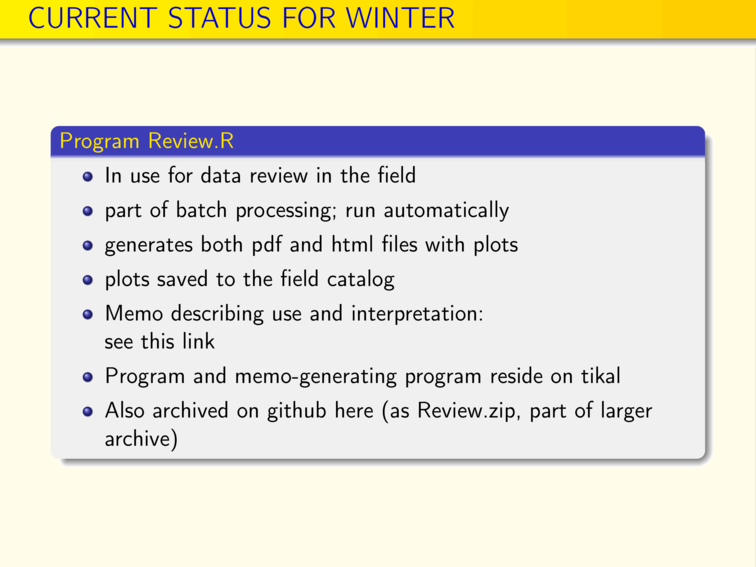 CURRENT STATUS FOR WINTER
Program Review.R
In use for data review in the field
part of batch processing; run automatically
generates both pdf and html files with plots
plots saved to the field catalog
Memo describing use and interpretation:
see this link
Program and memo-generating program reside on tikal
Also archived on github here (as Review.zip, part of larger
archive)